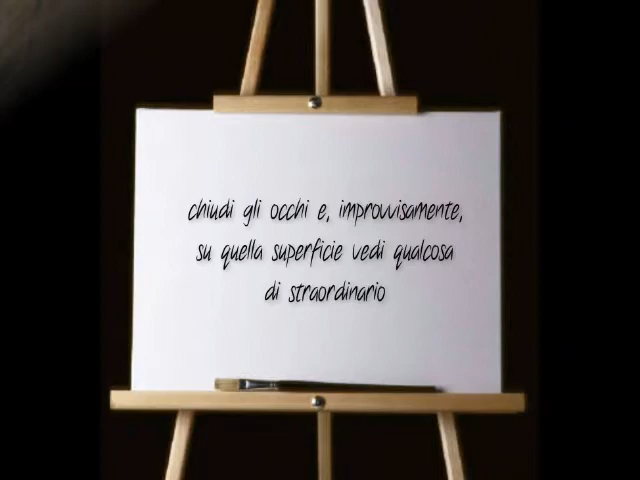 chiudi gli occhi e, improvvisamente,
su quella superficie vedi qualcosa
di straordinario